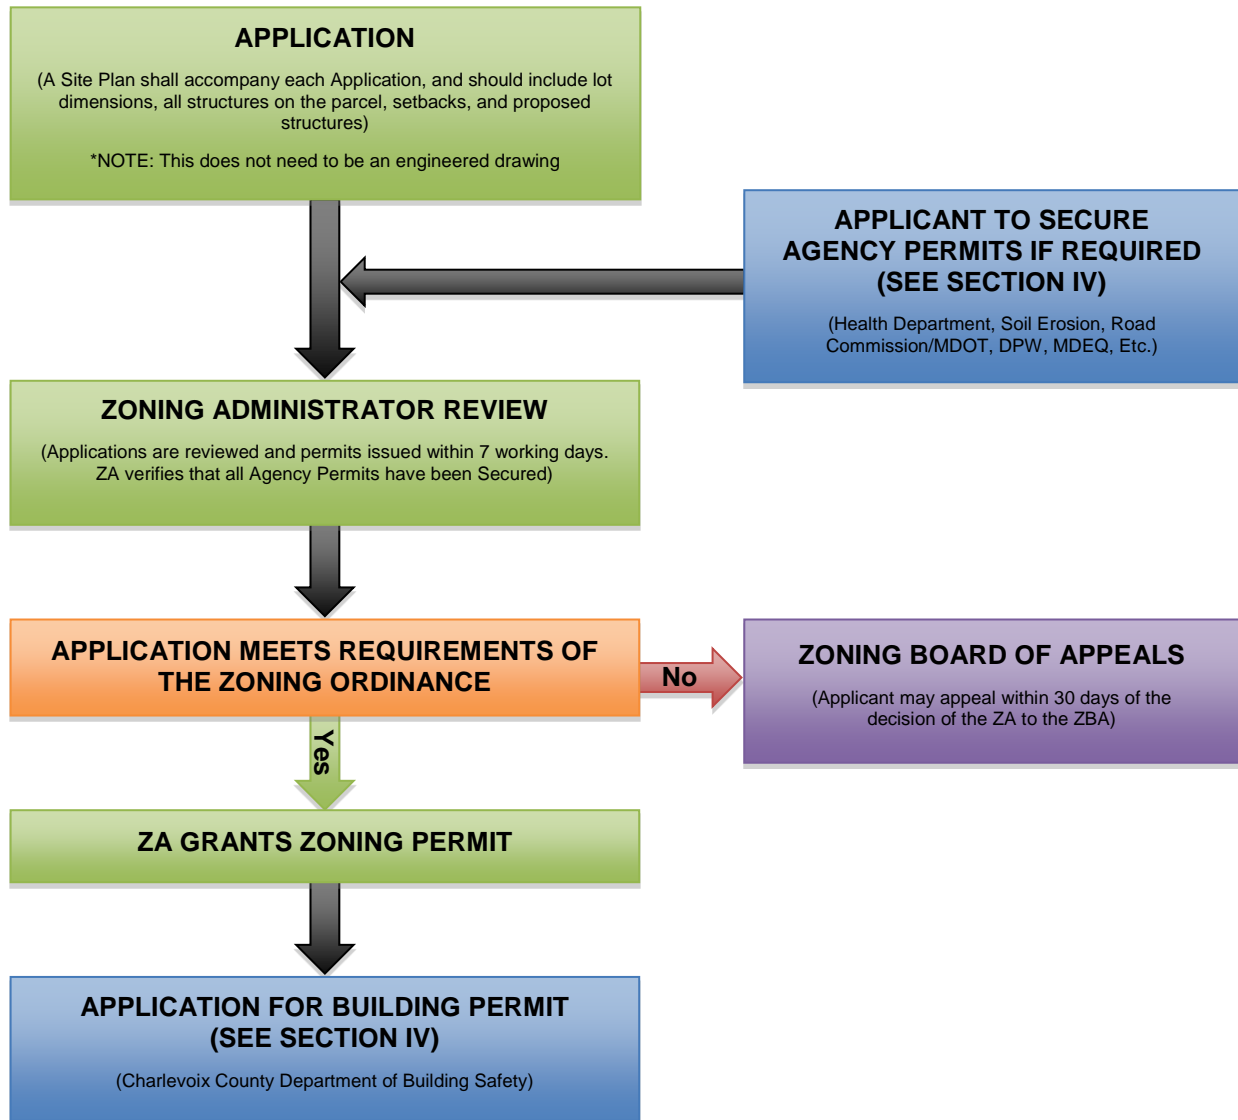 APPLICATION
(A Site Plan shall accompany each Application, and should include lot
dimensions, all structures on the parcel, setbacks, and proposed
structures)
*NOTE: This does not need to be an engineered drawing
APPLICANT TO SECURE
AGENCY PERMITS IF REQUIRED
(SEE SECTION IV)
(Health Department, Soil Erosion, Road
Commission/MDOT, DPW, MDEQ, Etc.)
ZONING ADMINISTRATOR REVIEW
(Applications are reviewed and permits issued within 7 working days.
ZA verifies that all Agency Permits have been Secured)
APPLICATION MEETS REQUIREMENTS OF
THE ZONING ORDINANCE
No
ZONING BOARD OF APPEALS
(Applicant may appeal within 30 days of the
decision of the ZA to the ZBA)
Yes
ZA GRANTS ZONING PERMIT
APPLICATION FOR BUILDING PERMIT
(SEE SECTION IV)
(Charlevoix County Department of Building Safety)